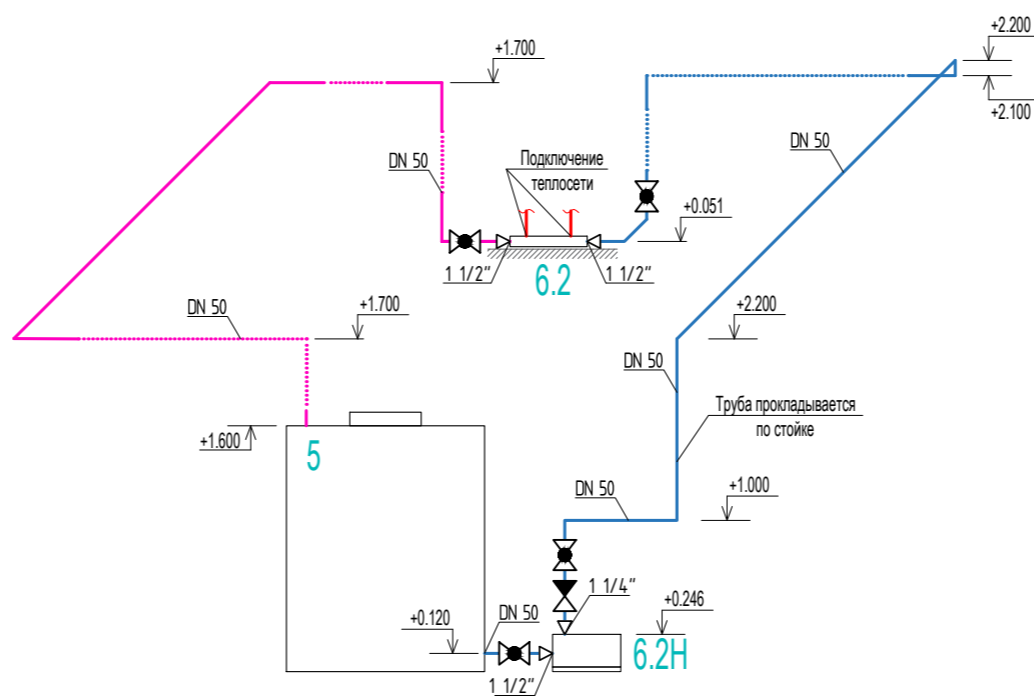 +2.200
+1.700
+2.100
DN 50
DN 50
Подключение
теплосети
+0.051
1 1/2"
1 1/2"
6.2
DN 50
+1.700
+2.200
DN 50
Труба прокладывается
по стойке
+1.600
5
DN 50
+1.000
1 1/4"
+0.120
DN 50
+0.246
6.2Н
1 1/2"